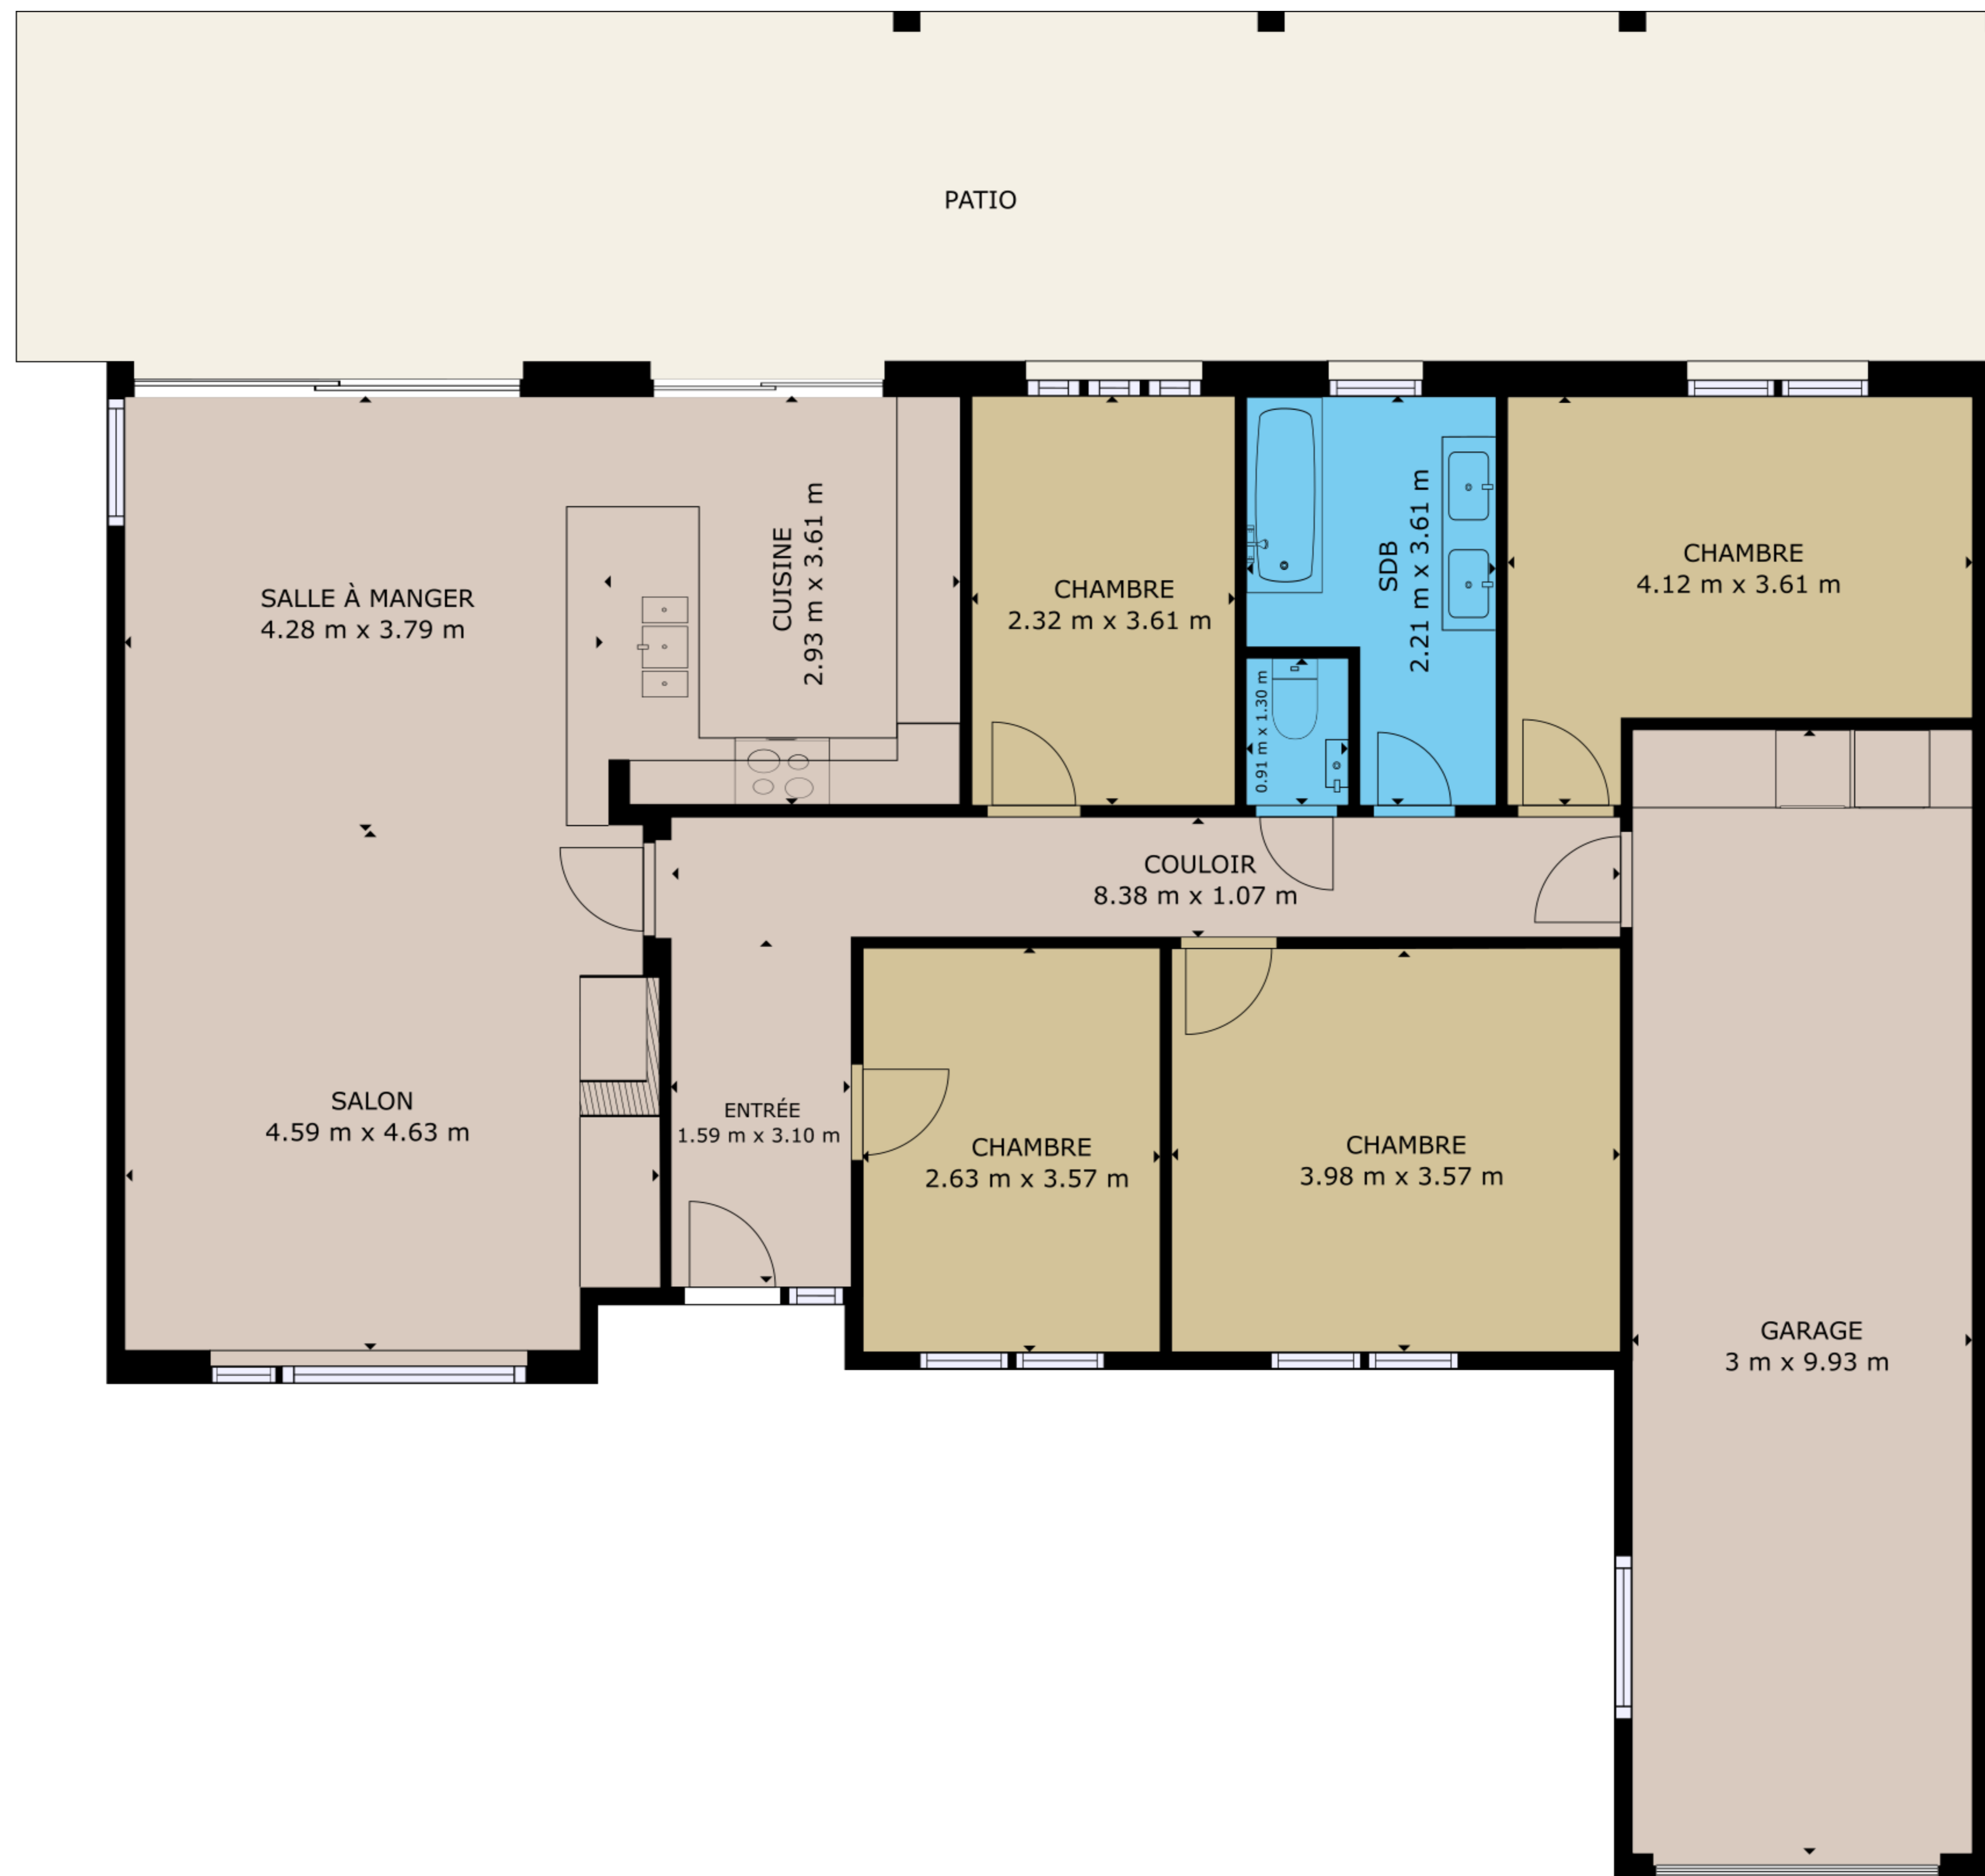 PATIO
SALLE À MANGER
4.28 m x 3.79 m
CUISINE
2.93 m x 3.61 m
CHAMBRE
2.32 m x 3.61 m
SDB
2.21 m x 3.61 m
CHAMBRE
4.12 m x 3.61 m
0.91 m x 1.30 m
COULOIR
8.38 m x 1.07 m
SALON
4.59 m x 4.63 m
ENTRÉE
1.59 m x 3.10 m
CHAMBRE
2.63 m x 3.57 m
CHAMBRE
3.98 m x 3.57 m
GARAGE
3 m x 9.93 m